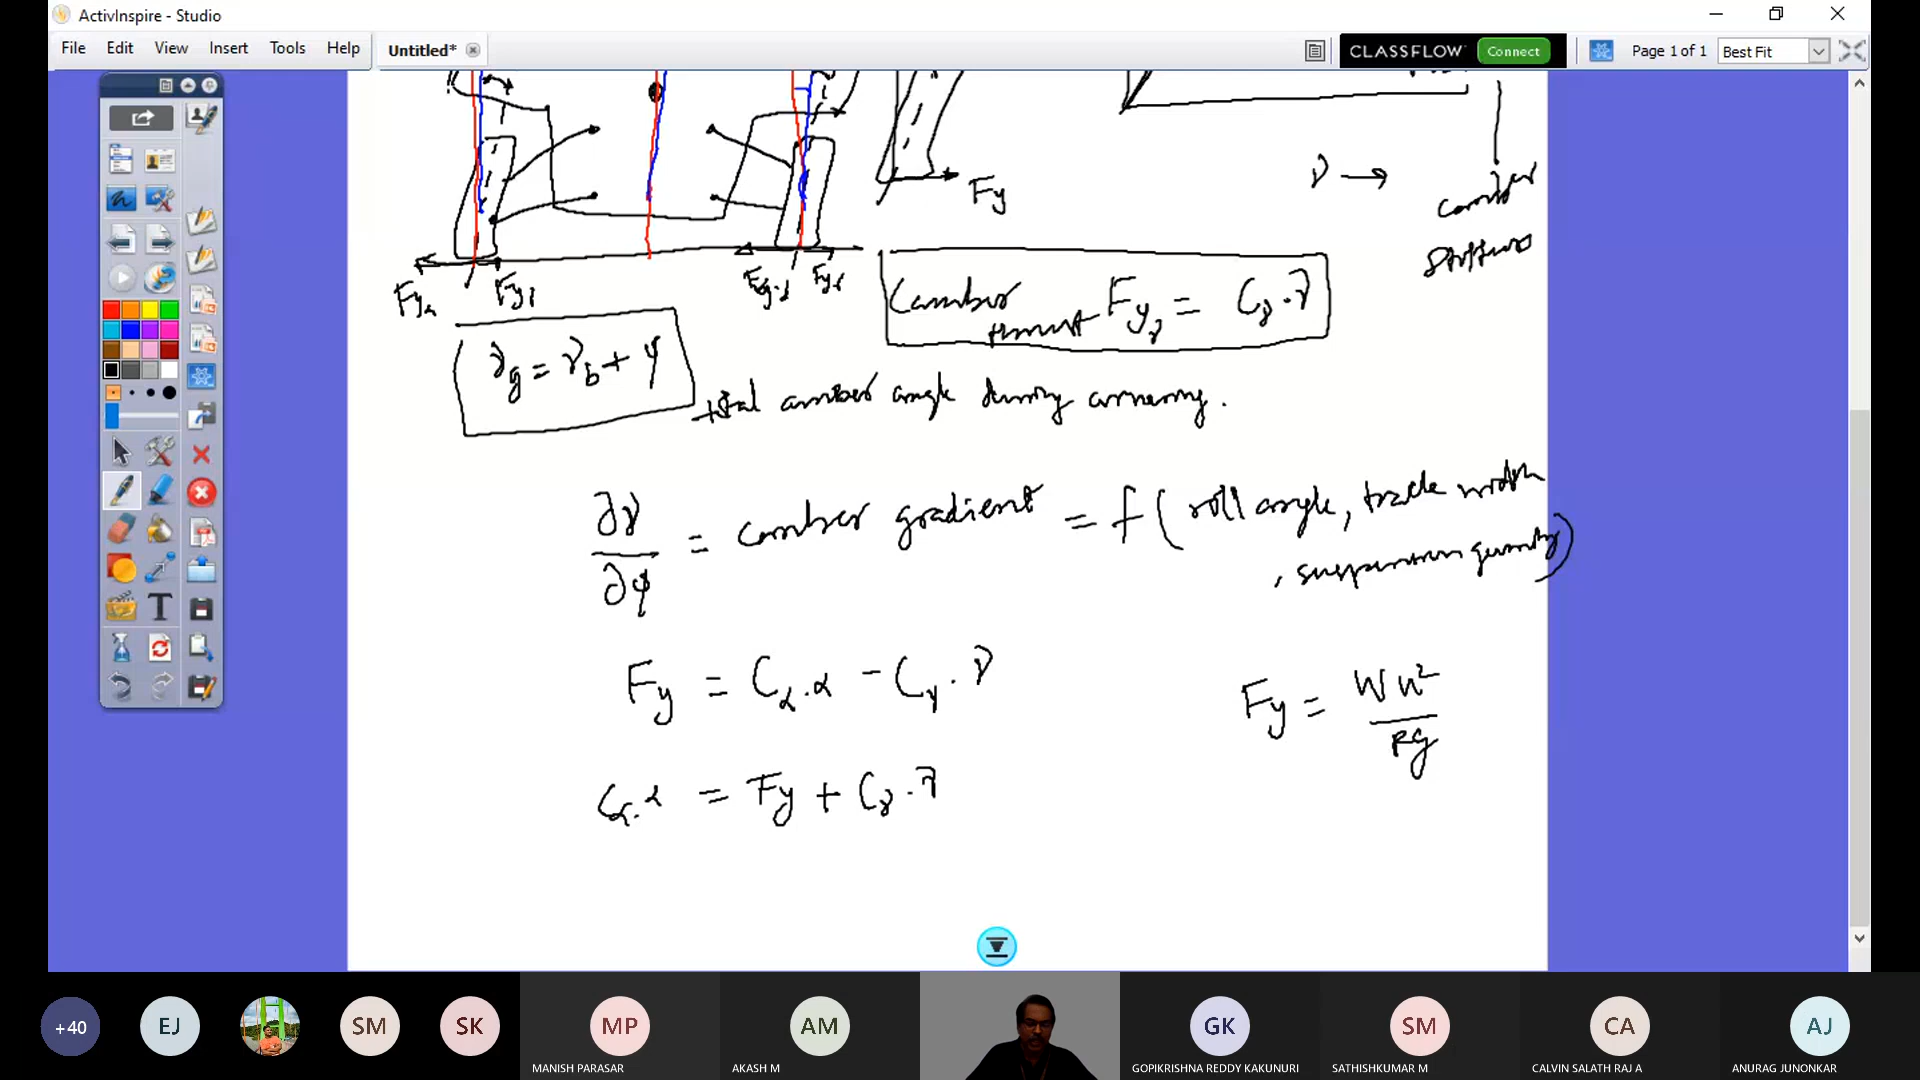 ActivInspire - Studio
File Edit View Insert Tools Help Untitled* CLASSFLOW Connect Page 1 of 1 Best Fit
Fy
γ → camber
stiffness
Fyα Fy1 Fy1
Camber thrust Fyγ = Cγ.γ
γg = γb + φ
total camber angle during cornering.
∂γ/∂φ = camber gradient = f ( roll angle, track width
, suspension geometry)
Fy = Cα.α - Cγ.γ
Fy = Wu²/Rg
Cα.α = Fy + Cγ.γ
T
+40 EJ SM SK MP AM GK SM CA AJ
MANISH PARASAR AKASH M GOPIKRISHNA REDDY KAKUNURI SATHISHKUMAR M CALVIN SALATH RAJ A ANURAG JUNONKAR